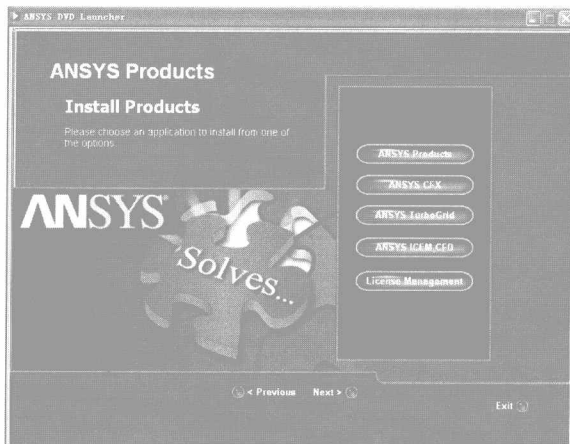 ANSYS DVD Launcher
ANSYS Products
Install Products
Please choose an application to install from one of
the options:
ANSYS Products
ANSYS CFX
ANSYS TurboGrid
ANSYS ICEM CFD
License Management
ANSYS
Solves...
< Previous Next >
Exit